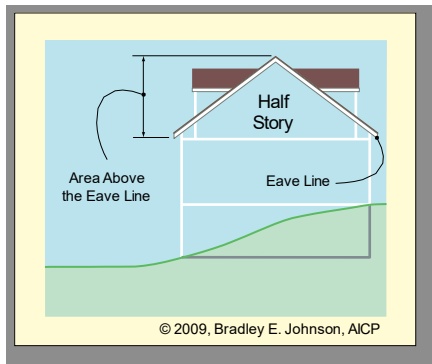 Half
Story
Area Above
the Eave Line
Eave Line
© 2009, Bradley E. Johnson, AICP